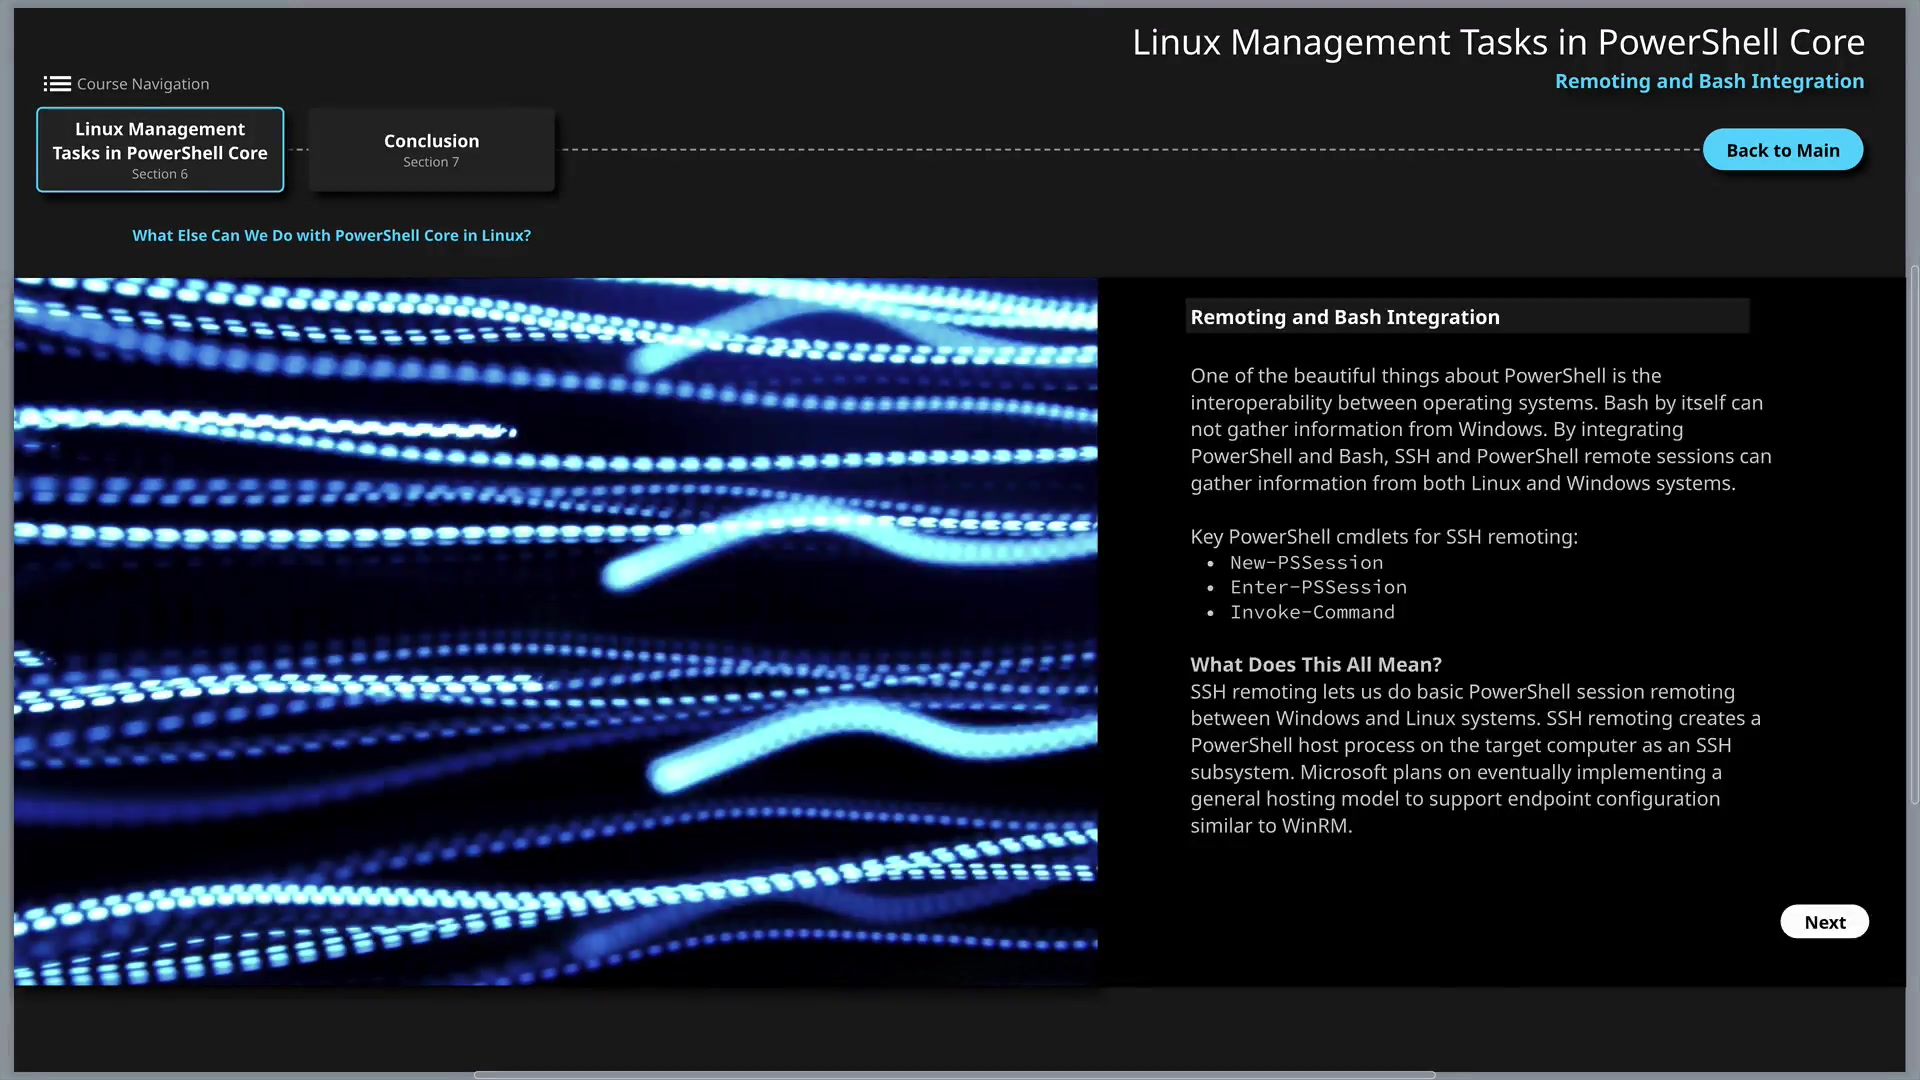 Linux Management Tasks in PowerShell Core
Remoting and Bash Integration
Course Navigation
Linux Management
Tasks in PowerShell Core
Section 6
Conclusion
Section 7
Back to Main
What Else Can We Do with PowerShell Core in Linux?
Remoting and Bash Integration
One of the beautiful things about PowerShell is the
interoperability between operating systems. Bash by itself can
not gather information from Windows. By integrating
PowerShell and Bash, SSH and PowerShell remote sessions can
gather information from both Linux and Windows systems.
Key PowerShell cmdlets for SSH remoting:
• New-PSSession
• Enter-PSSession
• Invoke-Command
What Does This All Mean?
SSH remoting lets us do basic PowerShell session remoting
between Windows and Linux systems. SSH remoting creates a
PowerShell host process on the target computer as an SSH
subsystem. Microsoft plans on eventually implementing a
general hosting model to support endpoint configuration
similar to WinRM.
Next